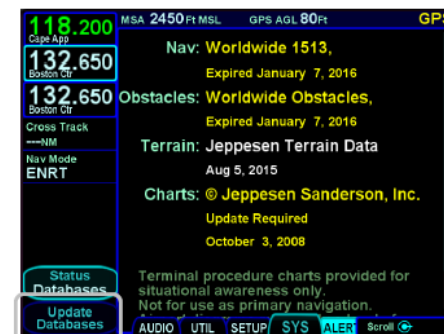 MSA 2450 Ft MSL GPS AGL 80Ft GPS
118.200
Cape App
132.650
Boston Ctr
132.650
Boston Ctr
Cross Track
---NM
Nav Mode
ENRT
Nav: Worldwide 1513,
Expired January 7, 2016
Obstacles: Worldwide Obstacles,
Expired January 7, 2016
Terrain: Jeppesen Terrain Data
Aug 5, 2015
Charts: © Jeppesen Sanderson, Inc.
Update Required
October 3, 2008
Terminal procedure charts provided for
situational awareness only.
Not for use as primary navigation.
Status
Databases
Update
Databases
AUDIO UTIL SETUP SYS ALERT Scroll